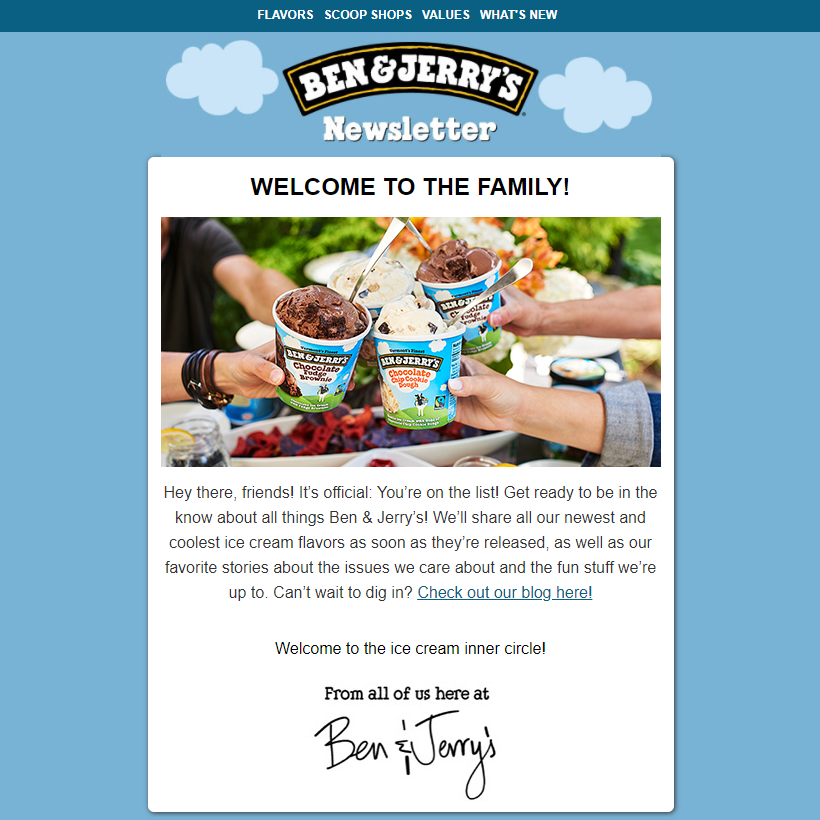 FLAVORS SCOOP SHOPS VALUES WHAT'S NEW
BEN & JERRY'S
Newsletter
WELCOME TO THE FAMILY!
BEN & JERRY'S
Chocolate
Fudge
Brownie
Vermont's Finest
BEN & JERRY'S
Chocolate
Fudge
Brownie
Vermont's Finest
BEN & JERRY'S
Chocolate
Chip Cookie
Dough
Hey there, friends! It’s official: You’re on the list! Get ready to be in the
know about all things Ben & Jerry’s! We’ll share all our newest and
coolest ice cream flavors as soon as they’re released, as well as our
favorite stories about the issues we care about and the fun stuff we’re
up to. Can’t wait to dig in? Check out our blog here!
Welcome to the ice cream inner circle!
From all of us here at
Ben & Jerry's